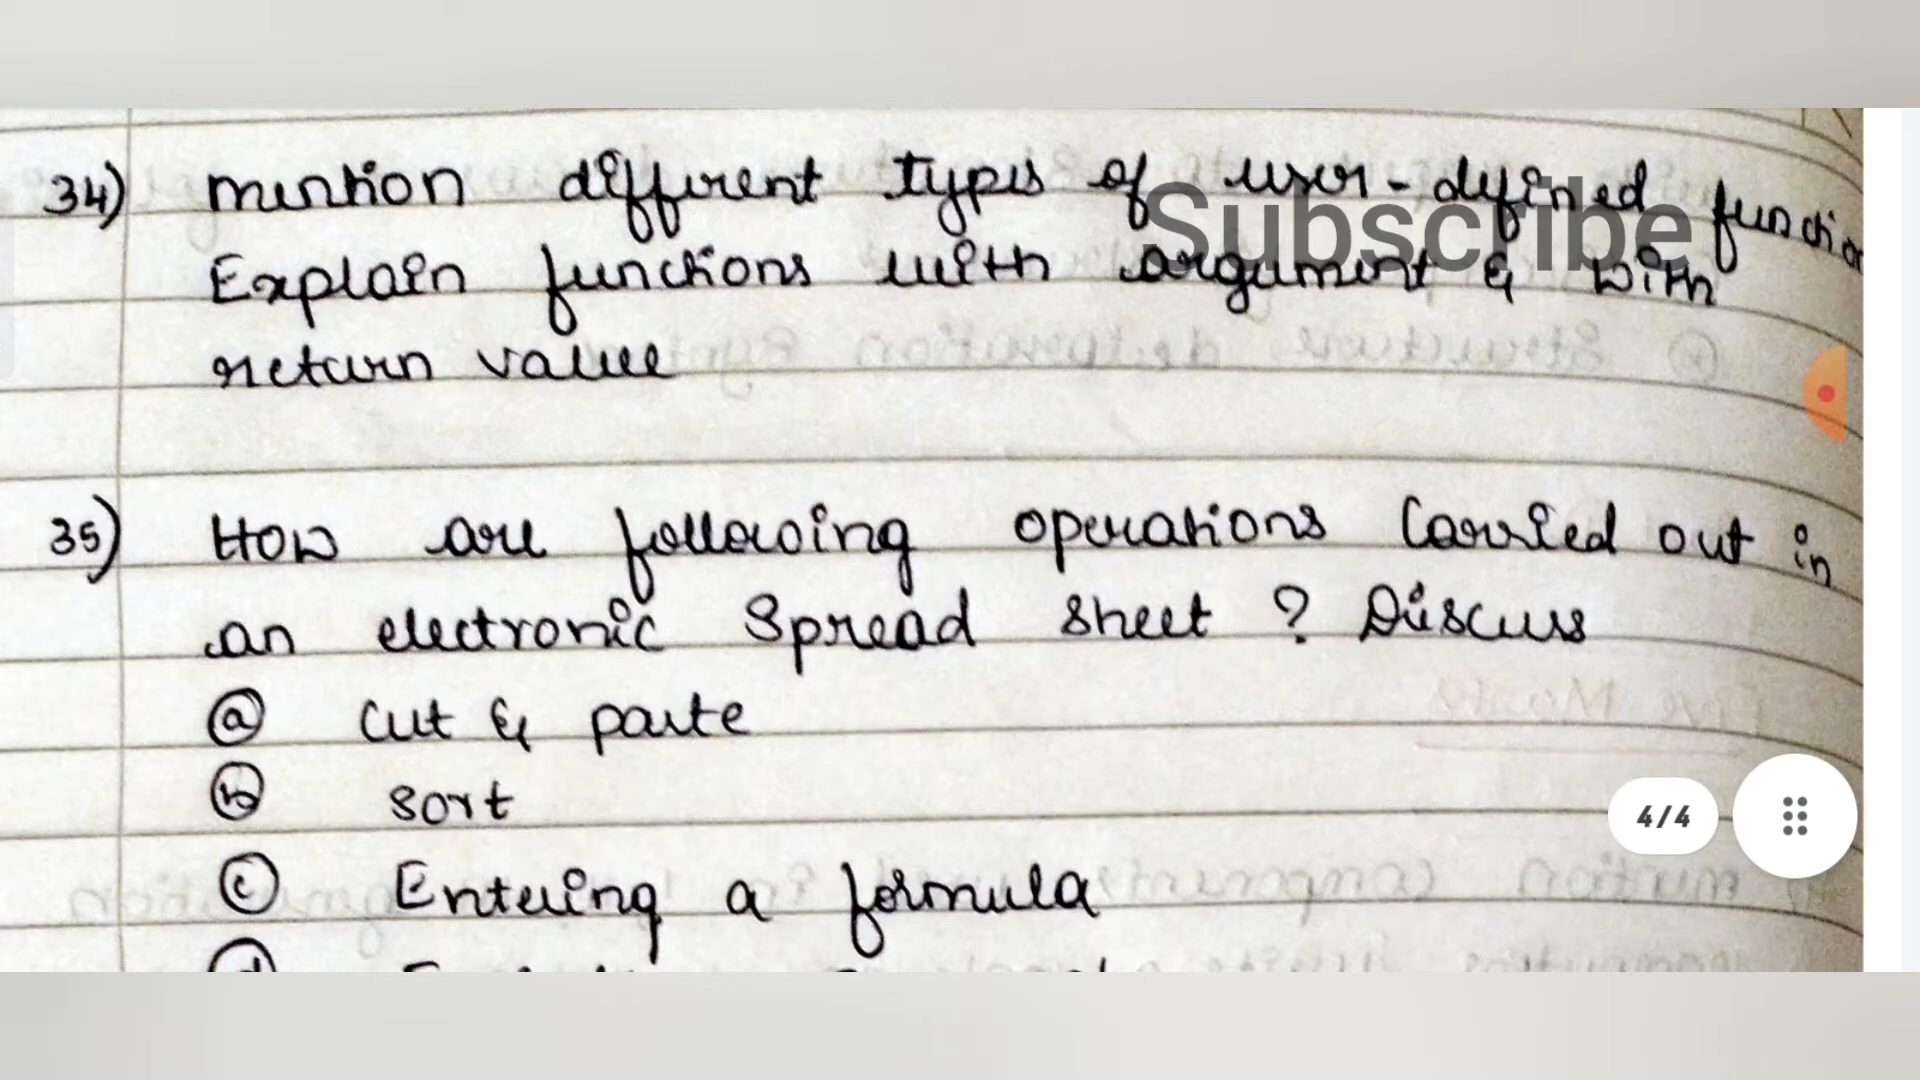 34) mention different types of user-defined function
Explain functions with argument & with
return value
35) How are following operations Carried out in
an electronic Spread sheet ? Discuss
ⓐ cut & paste
ⓑ sort
ⓒ Entering a formula
Subscribe
4/4